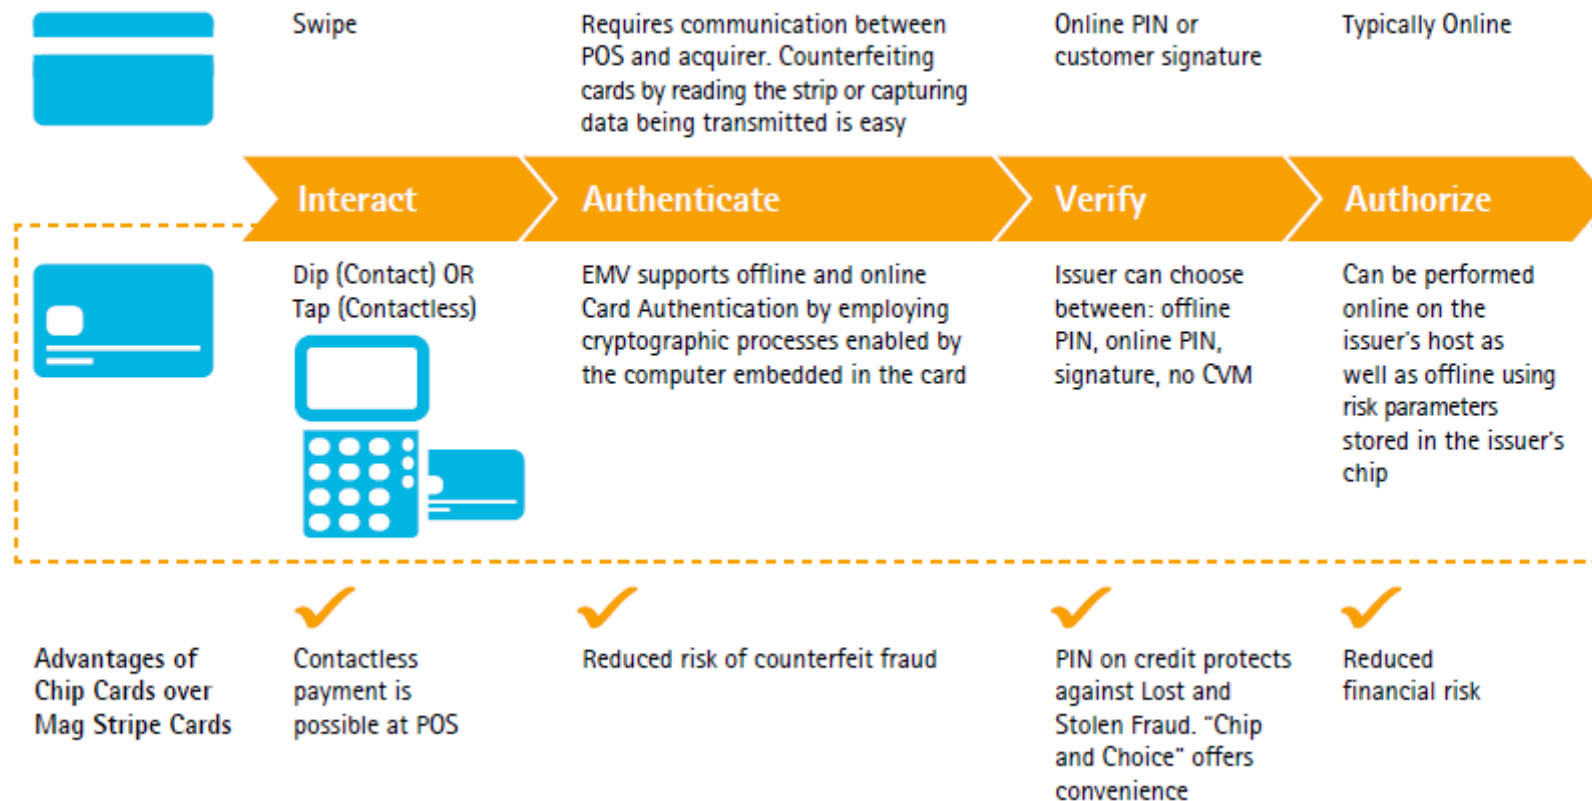 Swipe
Requires communication between
POS and acquirer. Counterfeiting
cards by reading the strip or capturing
data being transmitted is easy
Online PIN or
customer signature
Typically Online
Interact
Authenticate
Verify
Authorize
Dip (Contact) OR
Tap (Contactless)
EMV supports offline and online
Card Authentication by employing
cryptographic processes enabled by
the computer embedded in the card
Issuer can choose
between: offline
PIN, online PIN,
signature, no CVM
Can be performed
online on the
issuer's host as
well as offline using
risk parameters
stored in the issuer's
chip
Advantages of
Chip Cards over
Mag Stripe Cards
Contactless
payment is
possible at POS
Reduced risk of counterfeit fraud
PIN on credit protects
against Lost and
Stolen Fraud. "Chip
and Choice" offers
convenience
Reduced
financial risk